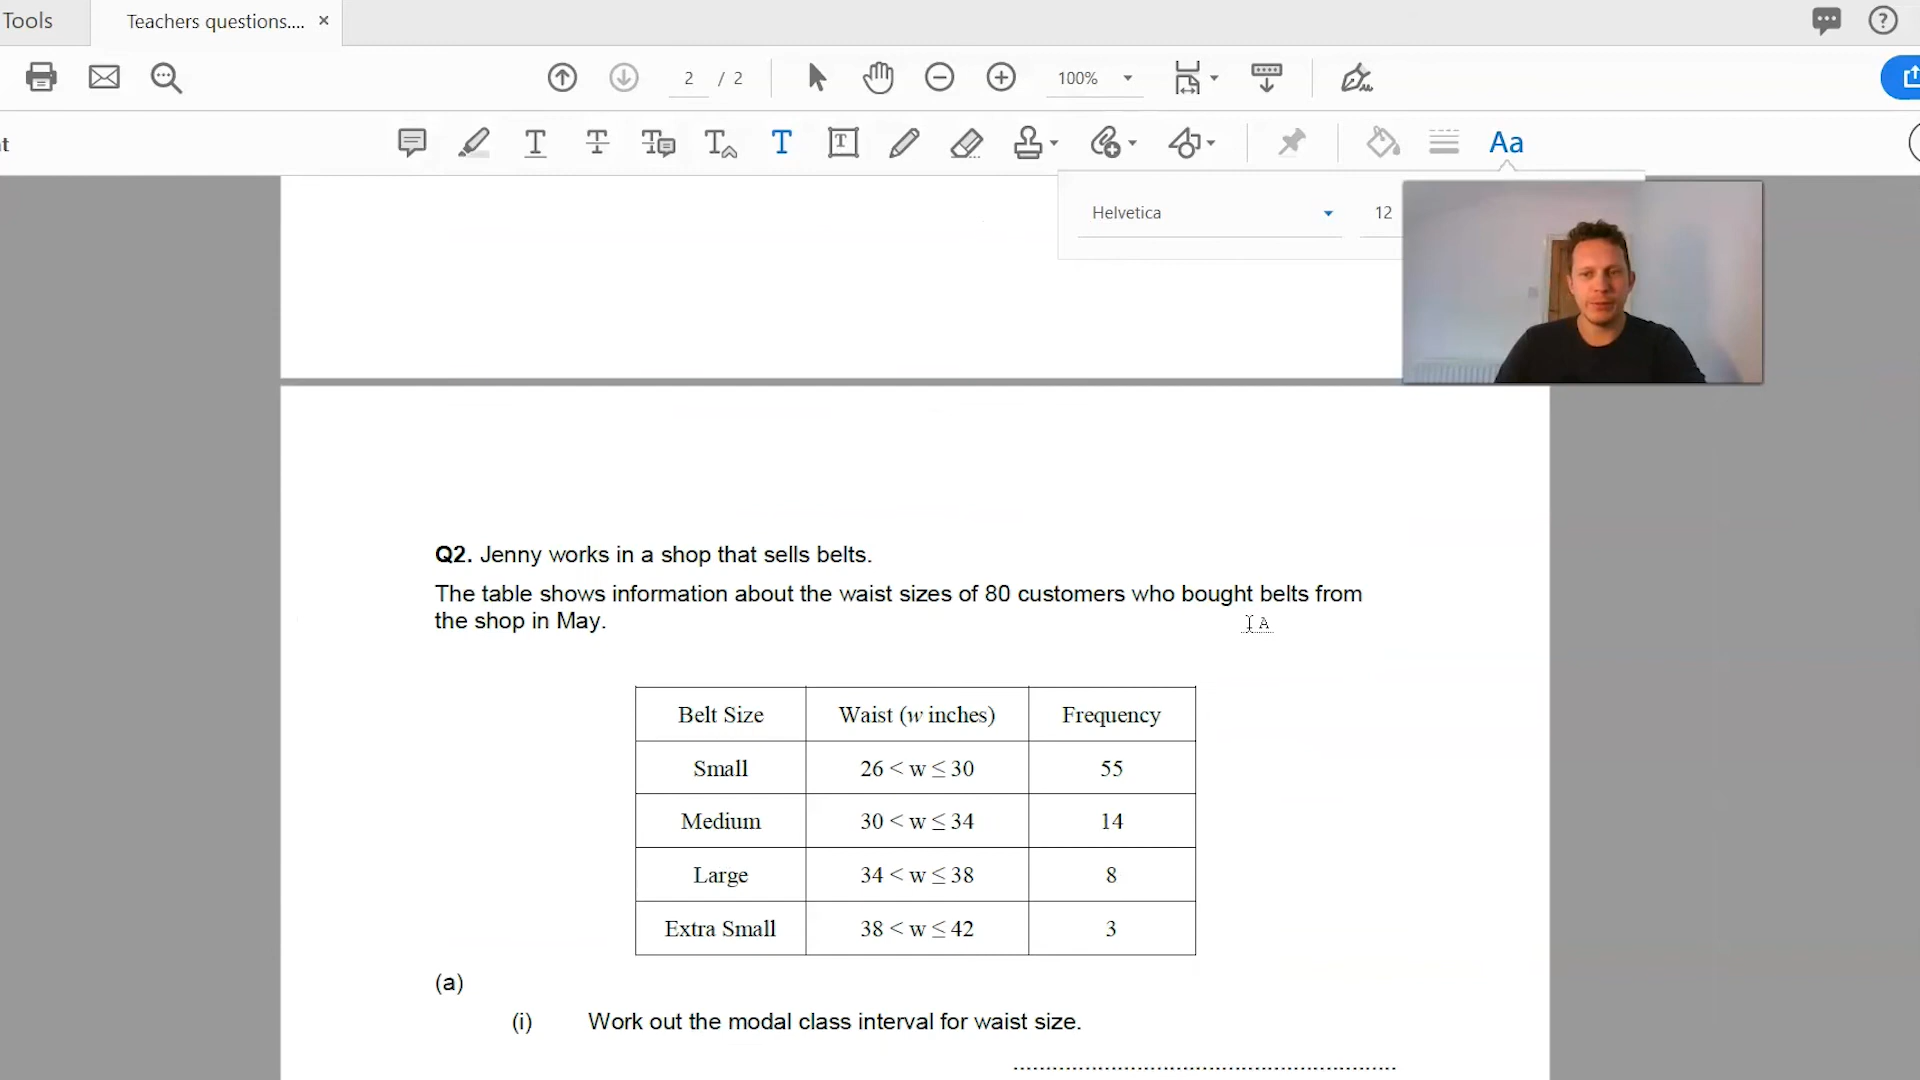 Tools
Teachers questions.... ×
2 / 2
100%
t
T T T T T T Aa
Helvetica 12
Q2. Jenny works in a shop that sells belts.
The table shows information about the waist sizes of 80 customers who bought belts from
the shop in May.
A
Belt Size Waist (w inches) Frequency
Small 26 < w ≤ 30 55
Medium 30 < w ≤ 34 14
Large 34 < w ≤ 38 8
Extra Small 38 < w ≤ 42 3
(a)
(i) Work out the modal class interval for waist size.